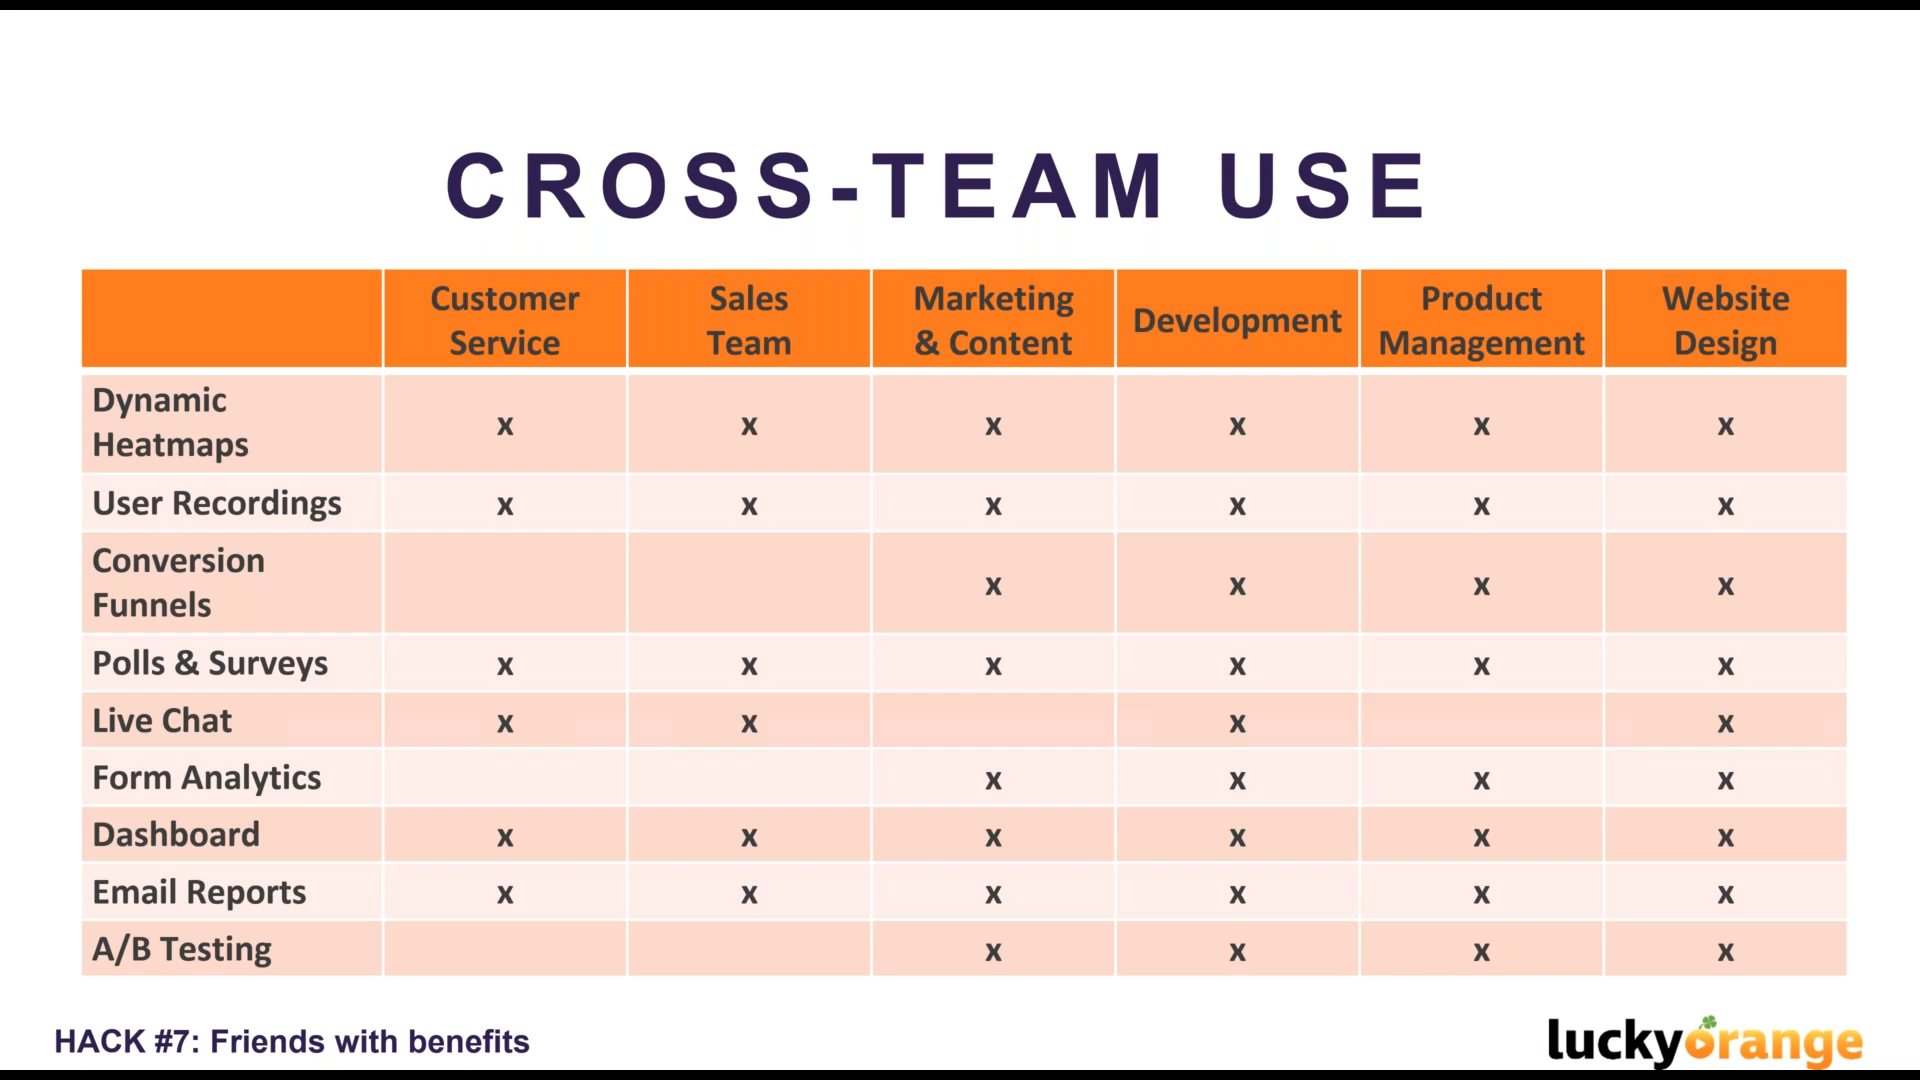 CROSS-TEAM USE
Customer Service Sales Team Marketing & Content Development Product Management Website Design
Dynamic Heatmaps x x x x x x
User Recordings x x x x x x
Conversion Funnels x x x x
Polls & Surveys x x x x x x
Live Chat x x x x
Form Analytics x x x x
Dashboard x x x x x x
Email Reports x x x x x x
A/B Testing x x x x
HACK #7: Friends with benefits
luckyorange